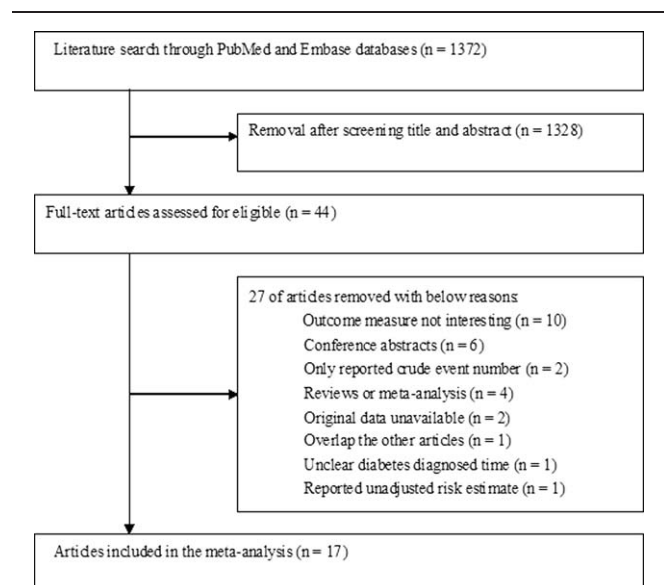 Literature search through PubMed and Embase databases (n = 1372)
Removal after screening title and abstract (n = 1328)
Full-text articles assessed for eligible (n = 44)
27 of articles removed with below reasons:
Outcome measure not interesting (n = 10)
Conference abstracts (n = 6)
Only reported crude event number (n = 2)
Reviews or meta-analysis (n = 4)
Original data unavailable (n = 2)
Overlap the other articles (n = 1)
Unclear diabetes diagnosed time (n = 1)
Reported unadjusted risk estimate (n = 1)
Articles included in the meta-analysis (n = 17)